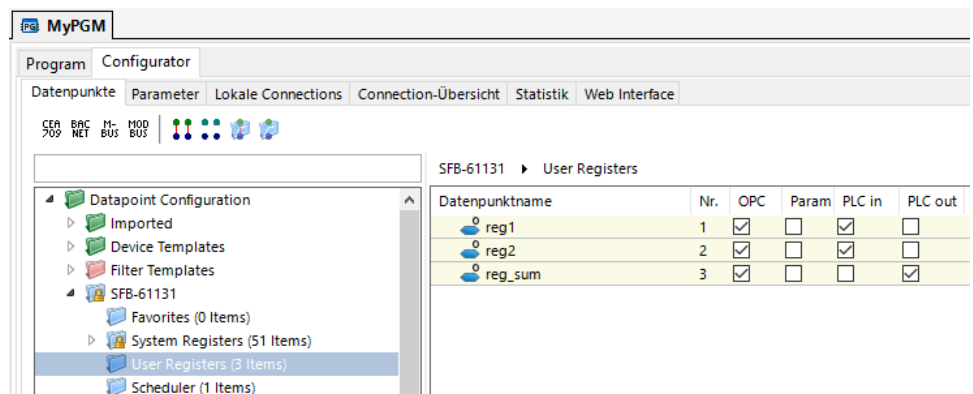 PG MyPGM
Program Configurator
Datenpunkte Parameter Lokale Connections Connection-Übersicht Statistik Web Interface
CEA 709 BAC NET M- BUS MOD BUS
SFB-61131 User Registers
Datapoint Configuration
Imported
Device Templates
Filter Templates
SFB-61131
Favorites (0 Items)
System Registers (51 Items)
User Registers (3 Items)
Scheduler (1 Items)
Datenpunktname Nr. OPC Param PLC in PLC out
reg1 1
reg2 2
reg_sum 3